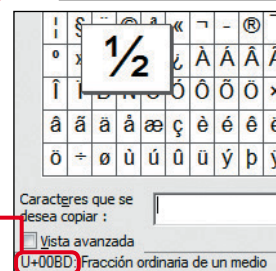 ¦ § « ¬ - ®
º » ½ ¿ À Á Â
Î Ó Ô Õ Ö ×
â ã ä å æ ç è é ê ë
ö ÷ ø ù ú û ü ý þ
Caracteres que se
desea copiar :
Vista avanzada
U+00BD: Fracción ordinaria de un medio